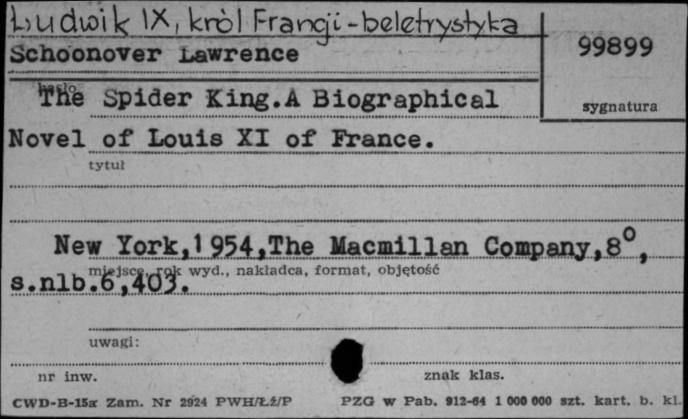 Ludwik IX, król Francji - beletrystyka
Schoonover Lawrence
99899
hasło
sygnatura
The Spider King. A Biographical
Novel of Louis XI of France.
tytuł
New York, 1954, The Macmillan Company, 8°,
miejsce, rok wyd., nakładca, format, objętość
s.nlb.6, 403.
uwagi:
nr inw.
znak klas.
CWD-B-15a Zam. Nr 2924 PWH/Łź/P PZG w Pab. 912-64 1 000 000 szt. kart. b. kl.